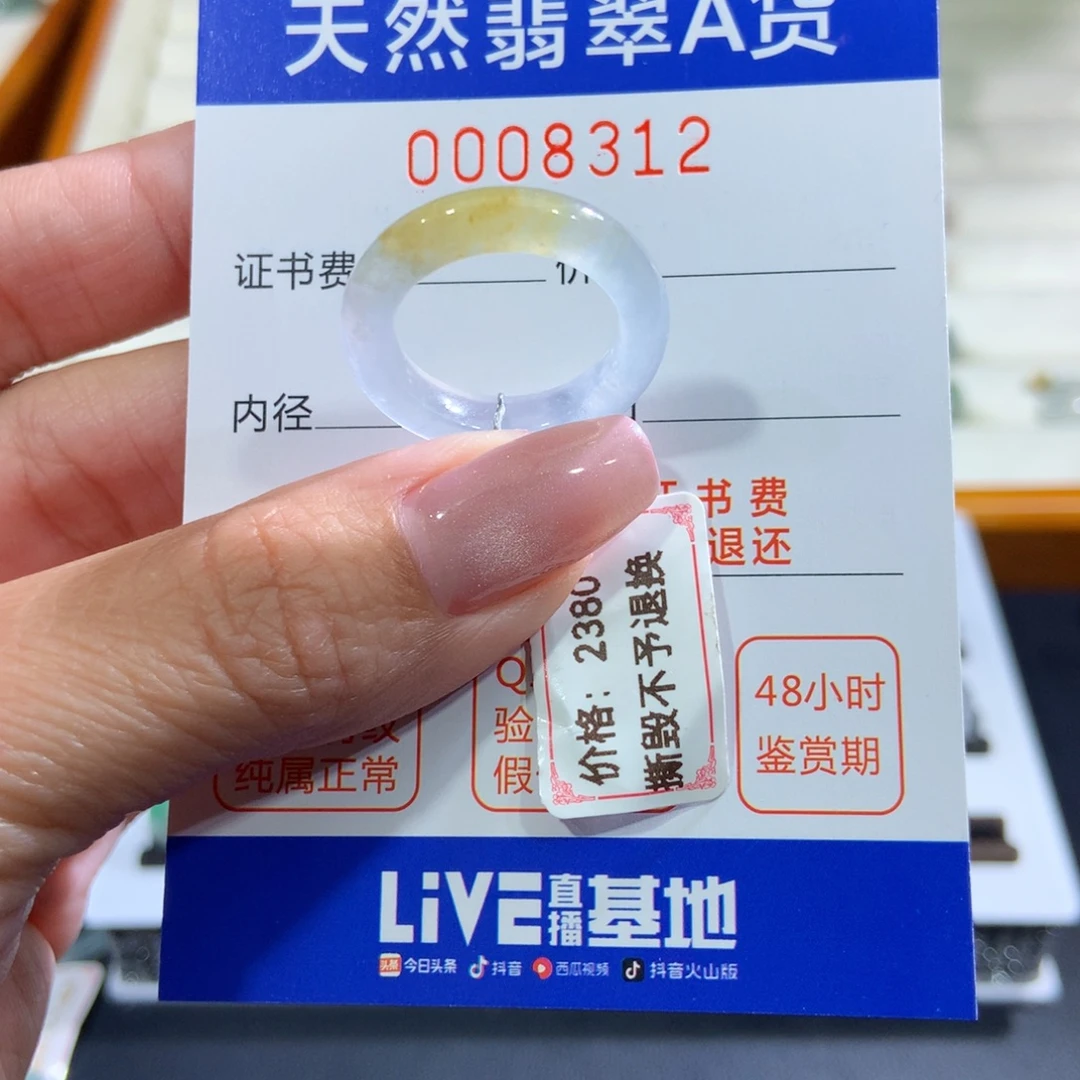 天然翡翠A货
0008312
证书费 价
内径
书费
退还
价格：2380
撕毁不予退换
纯属正常
Q
验
假
48小时
鉴赏期
LiVE直播基地
头条 今日头条 抖音 西瓜视频 抖音火山版